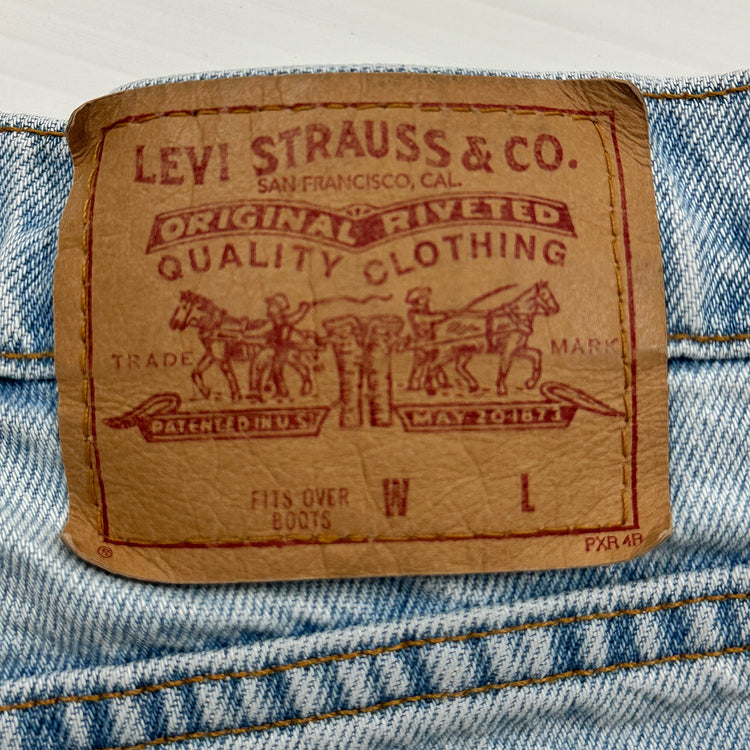 LEVI STRAUSS & CO.
SAN FRANCISCO, CAL.
ORIGINAL RIVETED
QUALITY CLOTHING
TRADE MARK
PATENTED IN U.S. MAY 20 1873
FITS OVER W L
BOOTS
® PXR 4R